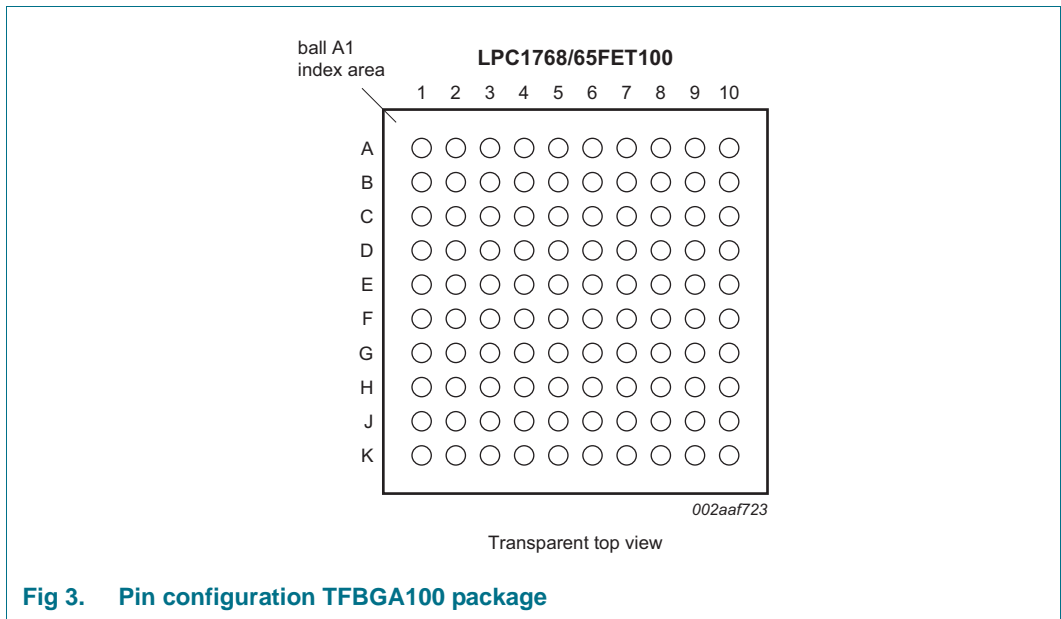 ball A1
index area
LPC1768/65FET100
1 2 3 4 5 6 7 8 9 10
A
B
C
D
E
F
G
H
J
K
002aaf723
Transparent top view
Fig 3. Pin configuration TFBGA100 package